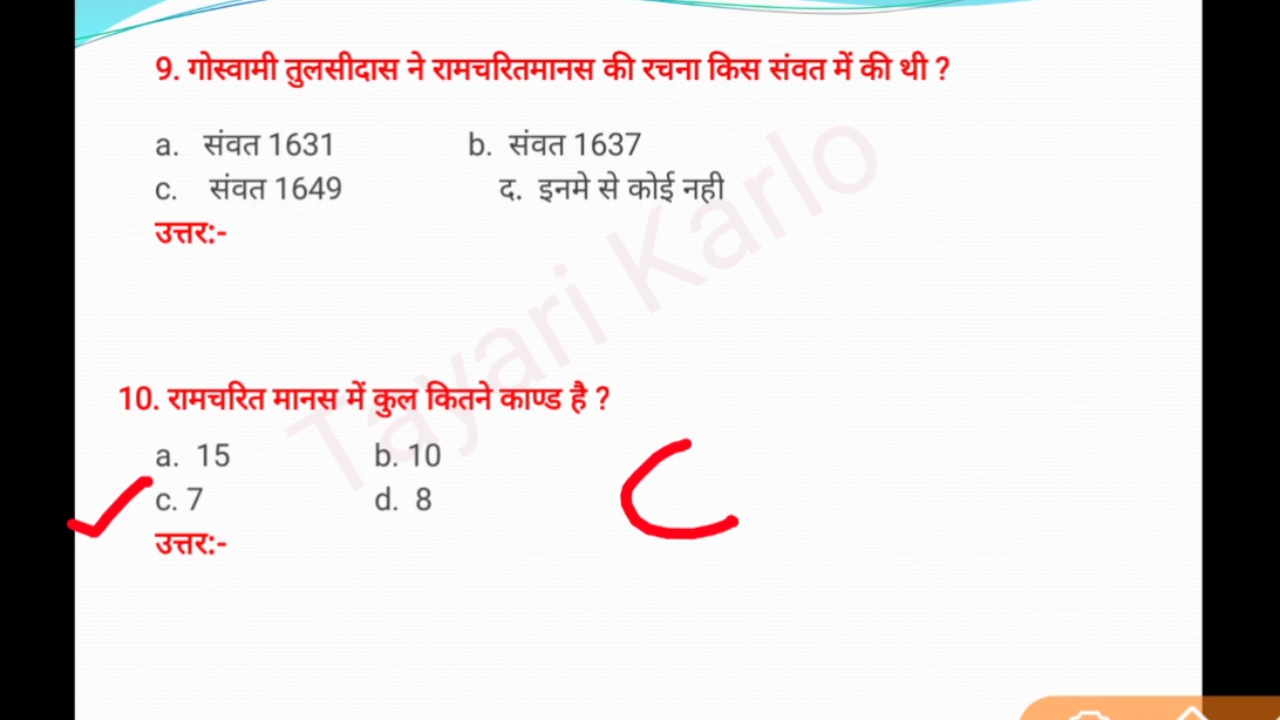 9. गोस्वामी तुलसीदास ने रामचरितमानस की रचना किस संवत में की थी ?
a. संवत 1631 b. संवत 1637
c. संवत 1649 द. इनमे से कोई नही
उत्तर:-
Tayari Karlo
10. रामचरित मानस में कुल कितने काण्ड है ?
a. 15 b. 10
c. 7 d. 8
C
उत्तर:-